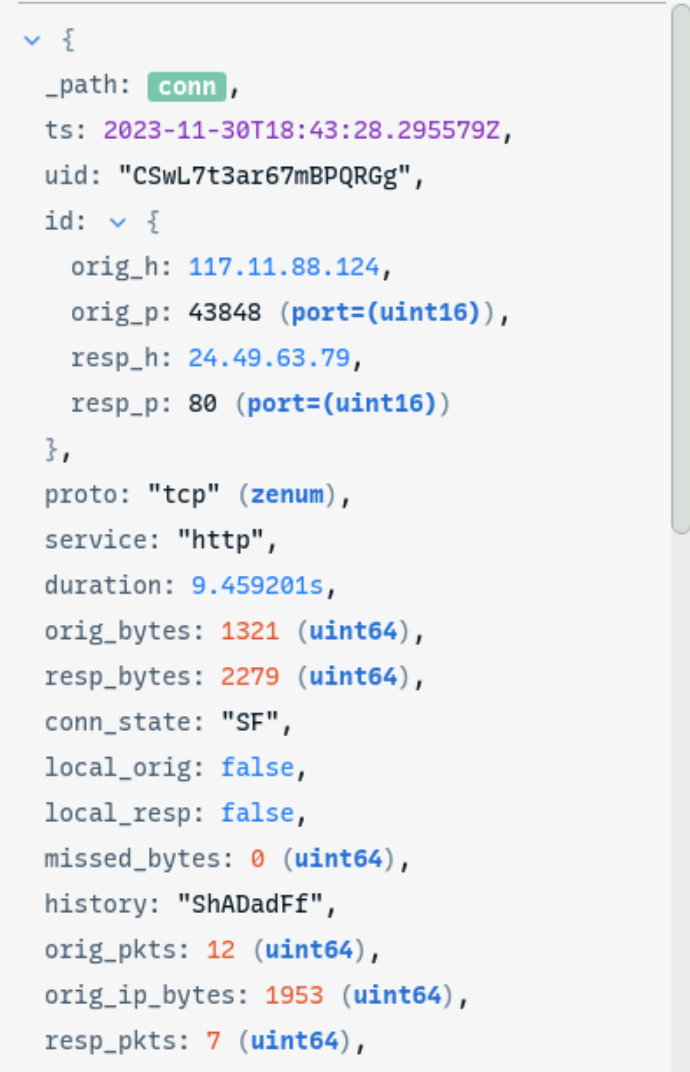 {
_path: conn,
ts: 2023-11-30T18:43:28.295579Z,
uid: "CSwL7t3ar67mBPQRGg",
id: {
orig_h: 117.11.88.124,
orig_p: 43848 (port=(uint16)),
resp_h: 24.49.63.79,
resp_p: 80 (port=(uint16))
},
proto: "tcp" (zenum),
service: "http",
duration: 9.459201s,
orig_bytes: 1321 (uint64),
resp_bytes: 2279 (uint64),
conn_state: "SF",
local_orig: false,
local_resp: false,
missed_bytes: 0 (uint64),
history: "ShADadFf",
orig_pkts: 12 (uint64),
orig_ip_bytes: 1953 (uint64),
resp_pkts: 7 (uint64),